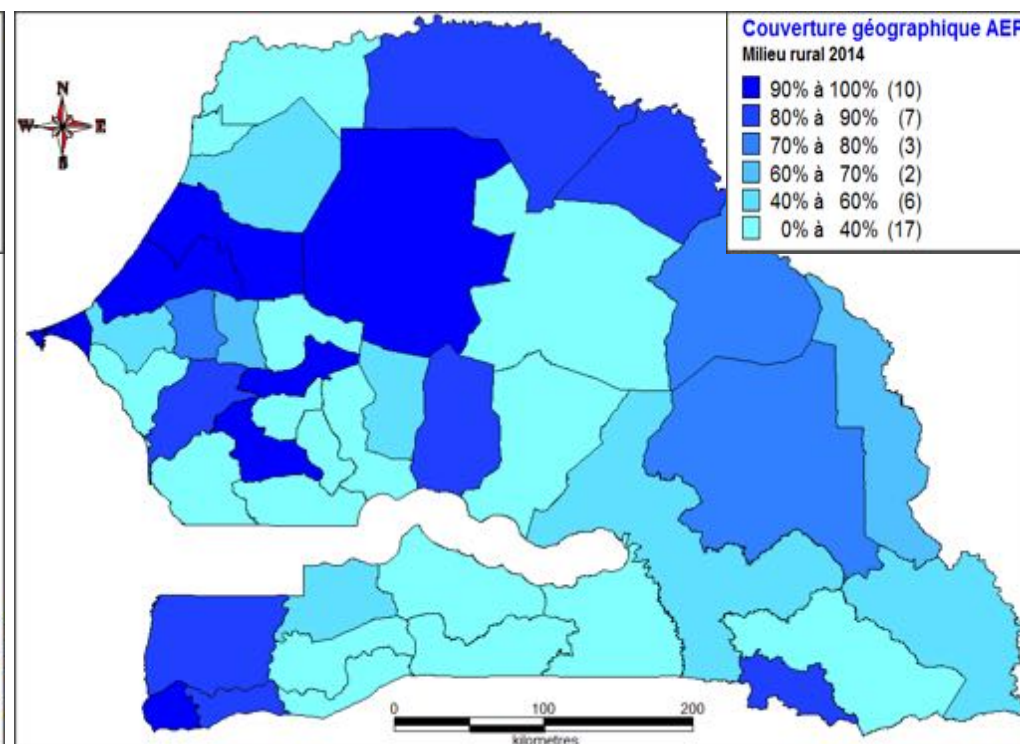 Couverture géographique AEP
Milieu rural 2014
90% à 100% (10)
80% à 90% (7)
70% à 80% (3)
60% à 70% (2)
40% à 60% (6)
0% à 40% (17)
N
W E
S
0 100 200
kilometres